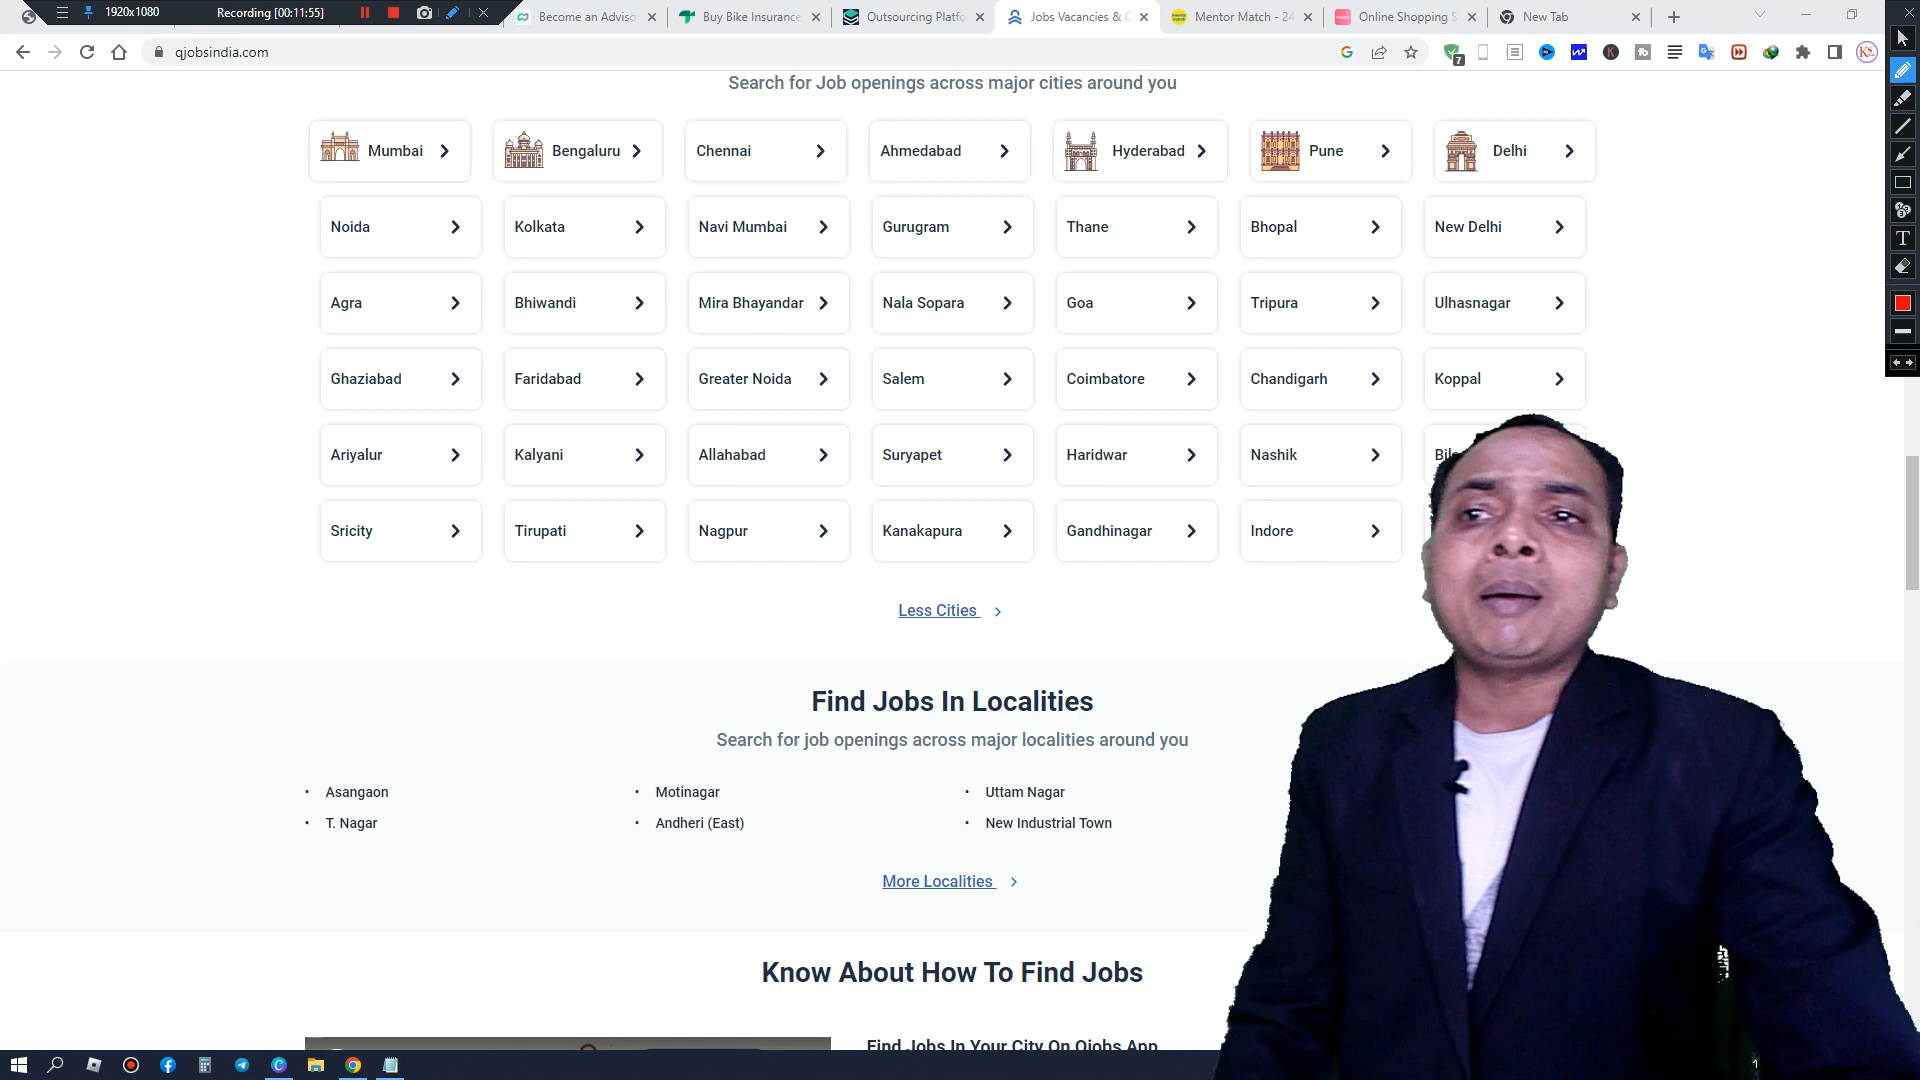 1920x1080 Recording [00:11:55]
Become an Adviso
Buy Bike Insurance
Outsourcing Platfo
Jobs Vacancies & C
Mentor Match - 24
Online Shopping S
New Tab
qjobsindia.com
7
KS
Search for Job openings across major cities around you
Mumbai Bengaluru Chennai Ahmedabad Hyderabad Pune Delhi
Noida Kolkata Navi Mumbai Gurugram Thane Bhopal New Delhi
Agra Bhiwandi Mira Bhayandar Nala Sopara Goa Tripura Ulhasnagar
Ghaziabad Faridabad Greater Noida Salem Coimbatore Chandigarh Koppal
Ariyalur Kalyani Allahabad Suryapet Haridwar Nashik
Sricity Tirupati Nagpur Kanakapura Gandhinagar Indore
Less Cities
Find Jobs In Localities
Search for job openings across major localities around you
Asangaon Motinagar Uttam Nagar
T. Nagar Andheri (East) New Industrial Town
More Localities
Know About How To Find Jobs
Find Jobs In Your City On Qjobs App